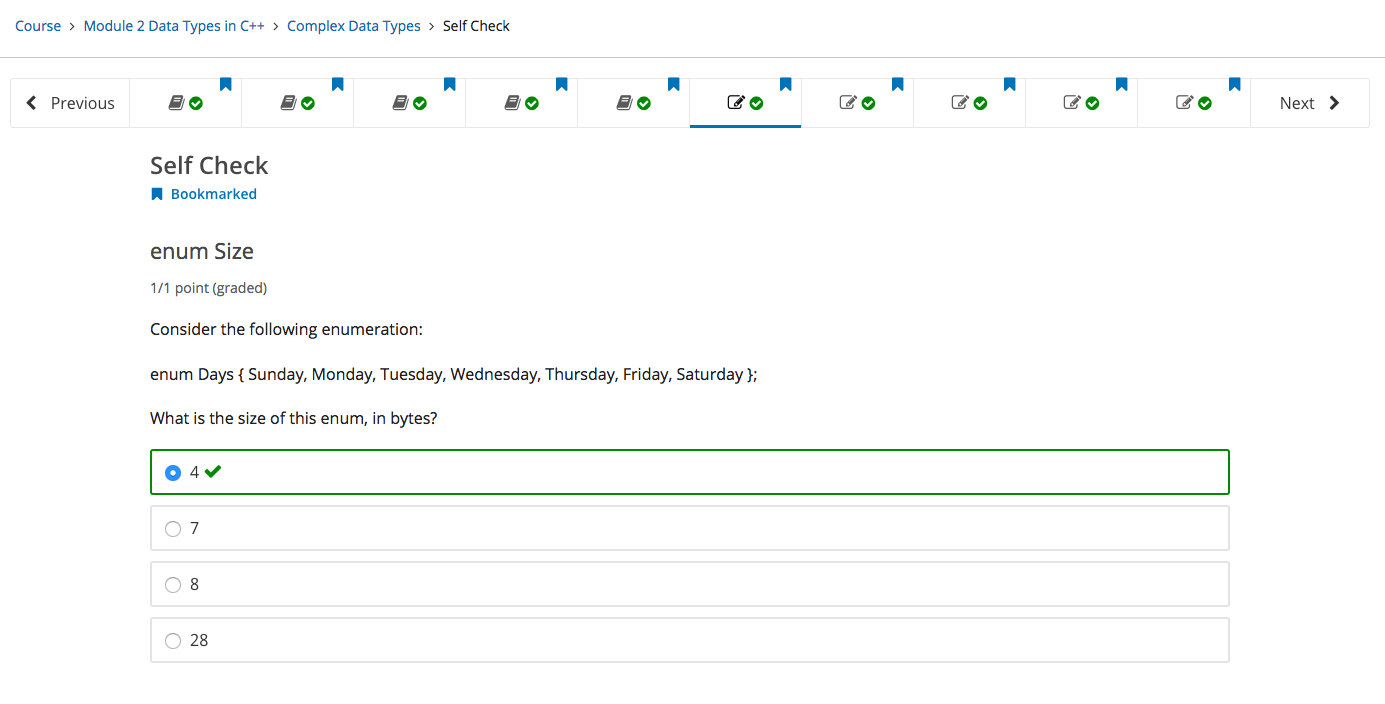 Course > Module 2 Data Types in C++ > Complex Data Types > Self Check
Previous
Next
Self Check
Bookmarked
enum Size
1/1 point (graded)
Consider the following enumeration:
enum Days { Sunday, Monday, Tuesday, Wednesday, Thursday, Friday, Saturday };
What is the size of this enum, in bytes?
4
7
8
28